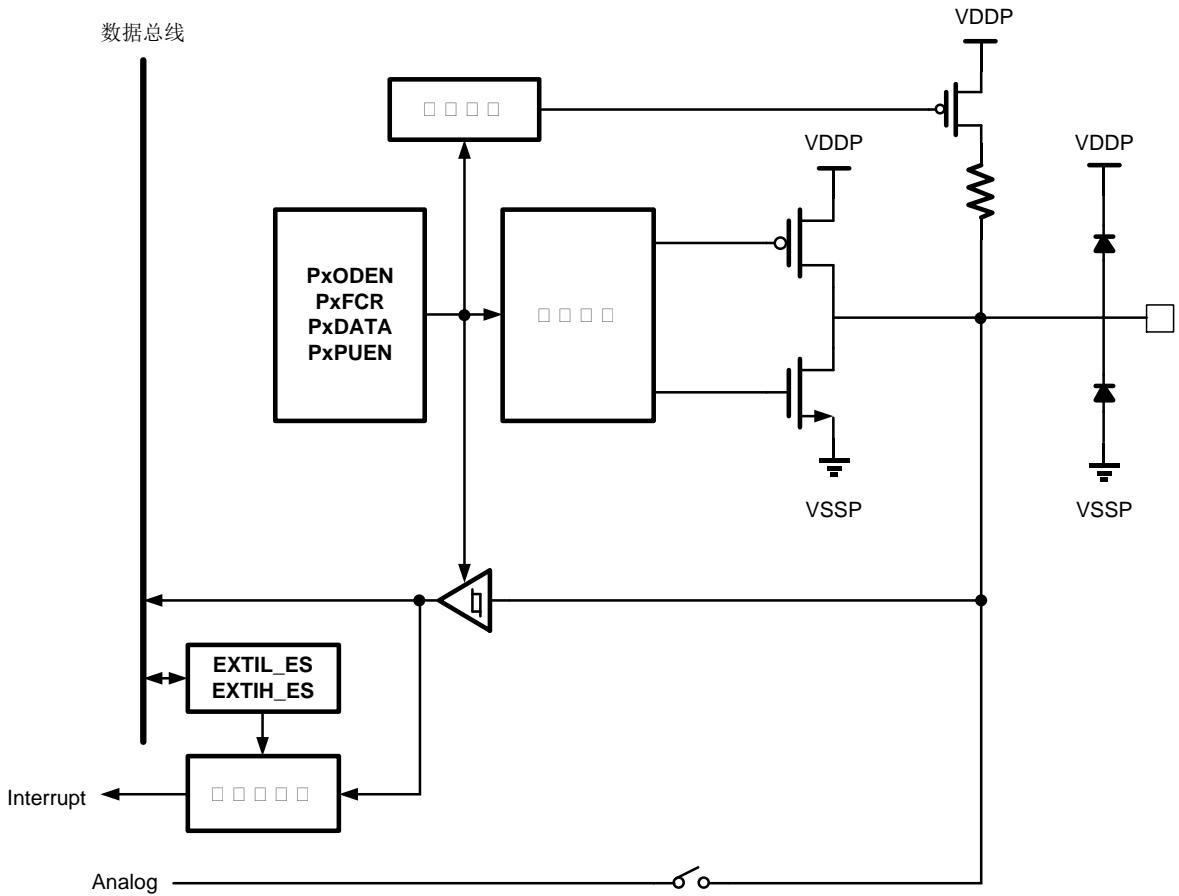 数据总线
VDDP
VDDP
VDDP
PxODEN
PxFCR
PxDATA
PxPUEN
VSSP
VSSP
EXTIL_ES
EXTIH_ES
Interrupt
Analog